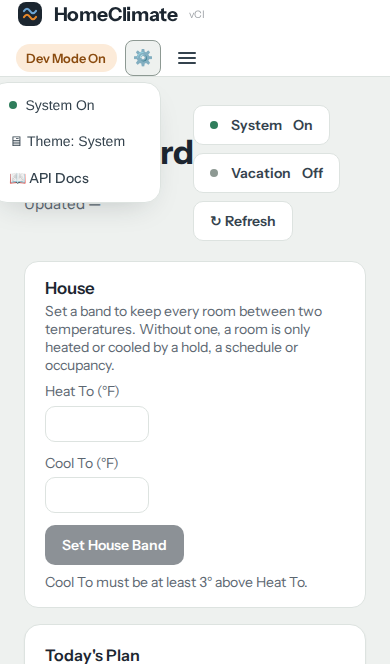 HomeClimate vCI
Dev Mode On
System On
Theme: System
API Docs
rd
Updated —
System On
Vacation Off
↻ Refresh
House
Set a band to keep every room between two
temperatures. Without one, a room is only
heated or cooled by a hold, a schedule or
occupancy.
Heat To (°F)
Cool To (°F)
Set House Band
Cool To must be at least 3° above Heat To.
Today's Plan